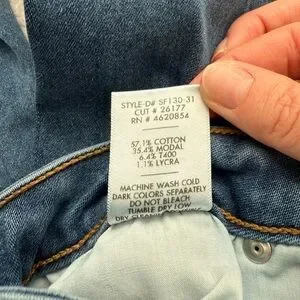 STYLE-D# SF130-31
CUT # 26177
RN # 4620854
57.1% COTTON
35.4% MODAL
6.4% T400
1.1% LYCRA
MACHINE WASH COLD
DARK COLORS SEPARATELY
DO NOT BLEACH
TUMBLE DRY LOW
DRY